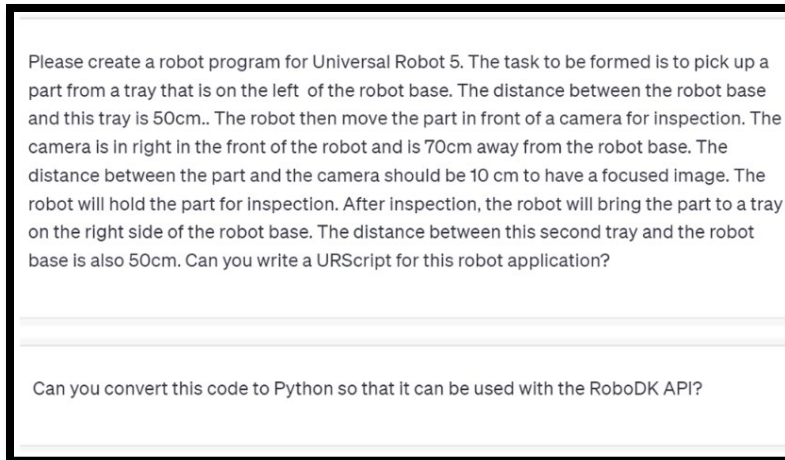 Please create a robot program for Universal Robot 5. The task to be formed is to pick up a
part from a tray that is on the left of the robot base. The distance between the robot base
and this tray is 50cm.. The robot then move the part in front of a camera for inspection. The
camera is in right in the front of the robot and is 70cm away from the robot base. The
distance between the part and the camera should be 10 cm to have a focused image. The
robot will hold the part for inspection. After inspection, the robot will bring the part to a tray
on the right side of the robot base. The distance between this second tray and the robot
base is also 50cm. Can you write a URScript for this robot application?
Can you convert this code to Python so that it can be used with the RoboDK API?